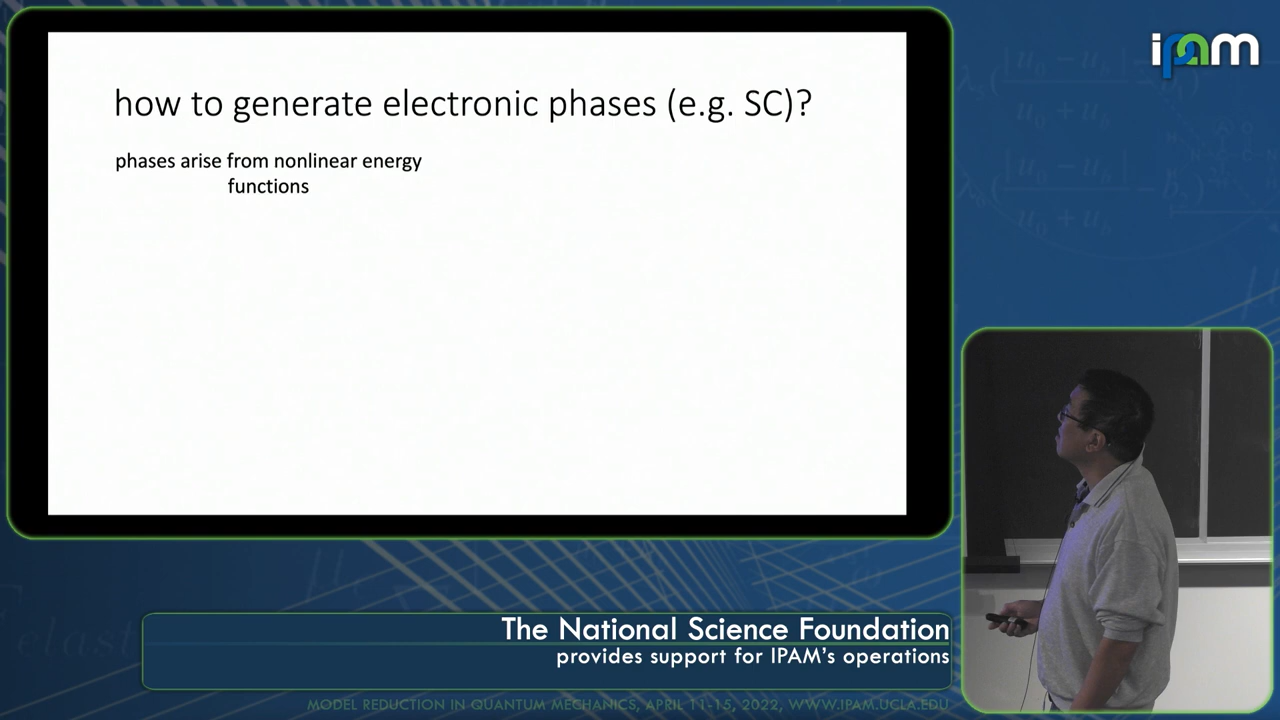 how to generate electronic phases (e.g. SC)?
phases arise from nonlinear energy
functions
ipam
The National Science Foundation
provides support for IPAM's operations
MODEL REDUCTION IN QUANTUM MECHANICS, APRIL 11-15, 2022, WWW.IPAM.UCLA.EDU